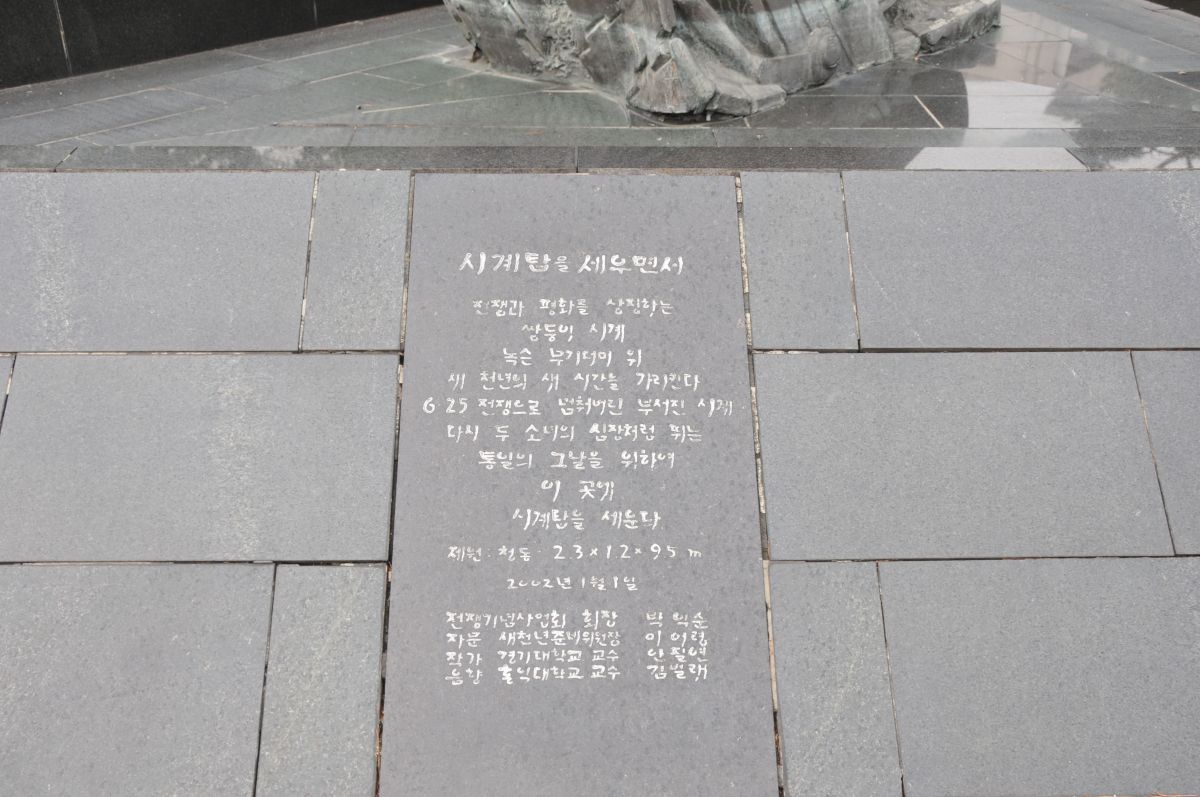 시계탑을 세우면서
전쟁과 평화를 상징하는
쌍둥이 시계
녹슨 무기더미 위
새 천년의 새 시간을 가리킨다
6·25 전쟁으로 멈춰버린 부서진 시계
다시 두 소녀의 심장처럼 뛰는
통일의 그날을 위하여
이 곳에
시계탑을 세운다
제원 : 청동 · 2.3 × 1.2 × 9.5 m
2002년 1월 1일
전쟁기념사업회 회장 박익순
자문 새천년준비위원장 이어령
작가 경기대학교 교수 안필연
음향 홍익대학교 교수 김벌래